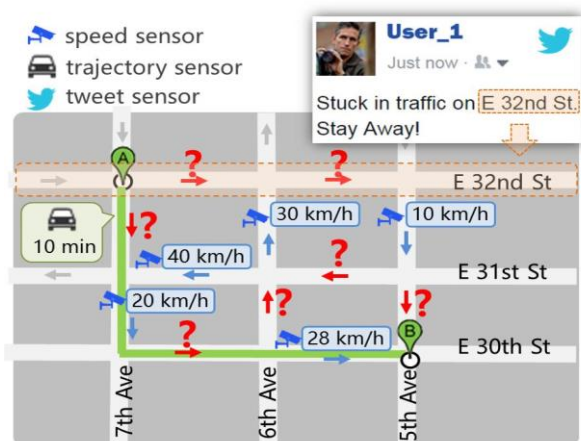 speed sensor
trajectory sensor
tweet sensor
User_1
Just now ·
Stuck in traffic on E 32nd St.
Stay Away!
A
?
?
E 32nd St
10 min
?
30 km/h
10 km/h
40 km/h
?
E 31st St
20 km/h
?
?
?
28 km/h
B
E 30th St
7th Ave
6th Ave
5th Ave